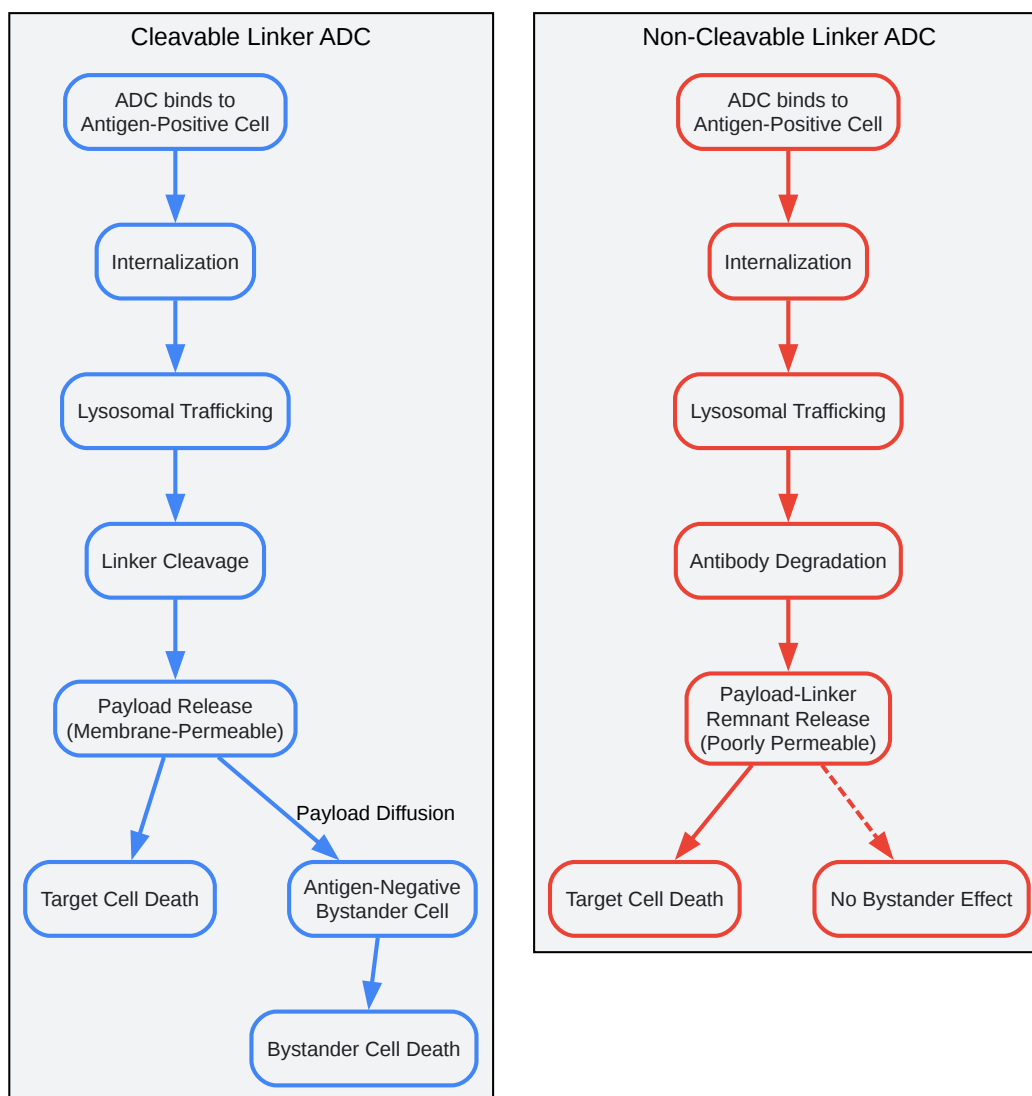 Cleavable Linker ADC
ADC binds to
Antigen-Positive Cell
Internalization
Lysosomal Trafficking
Linker Cleavage
Payload Release
(Membrane-Permeable)
Payload Diffusion
Target Cell Death
Antigen-Negative
Bystander Cell
Bystander Cell Death
Non-Cleavable Linker ADC
ADC binds to
Antigen-Positive Cell
Internalization
Lysosomal Trafficking
Antibody Degradation
Payload-Linker
Remnant Release
(Poorly Permeable)
Target Cell Death
No Bystander Effect